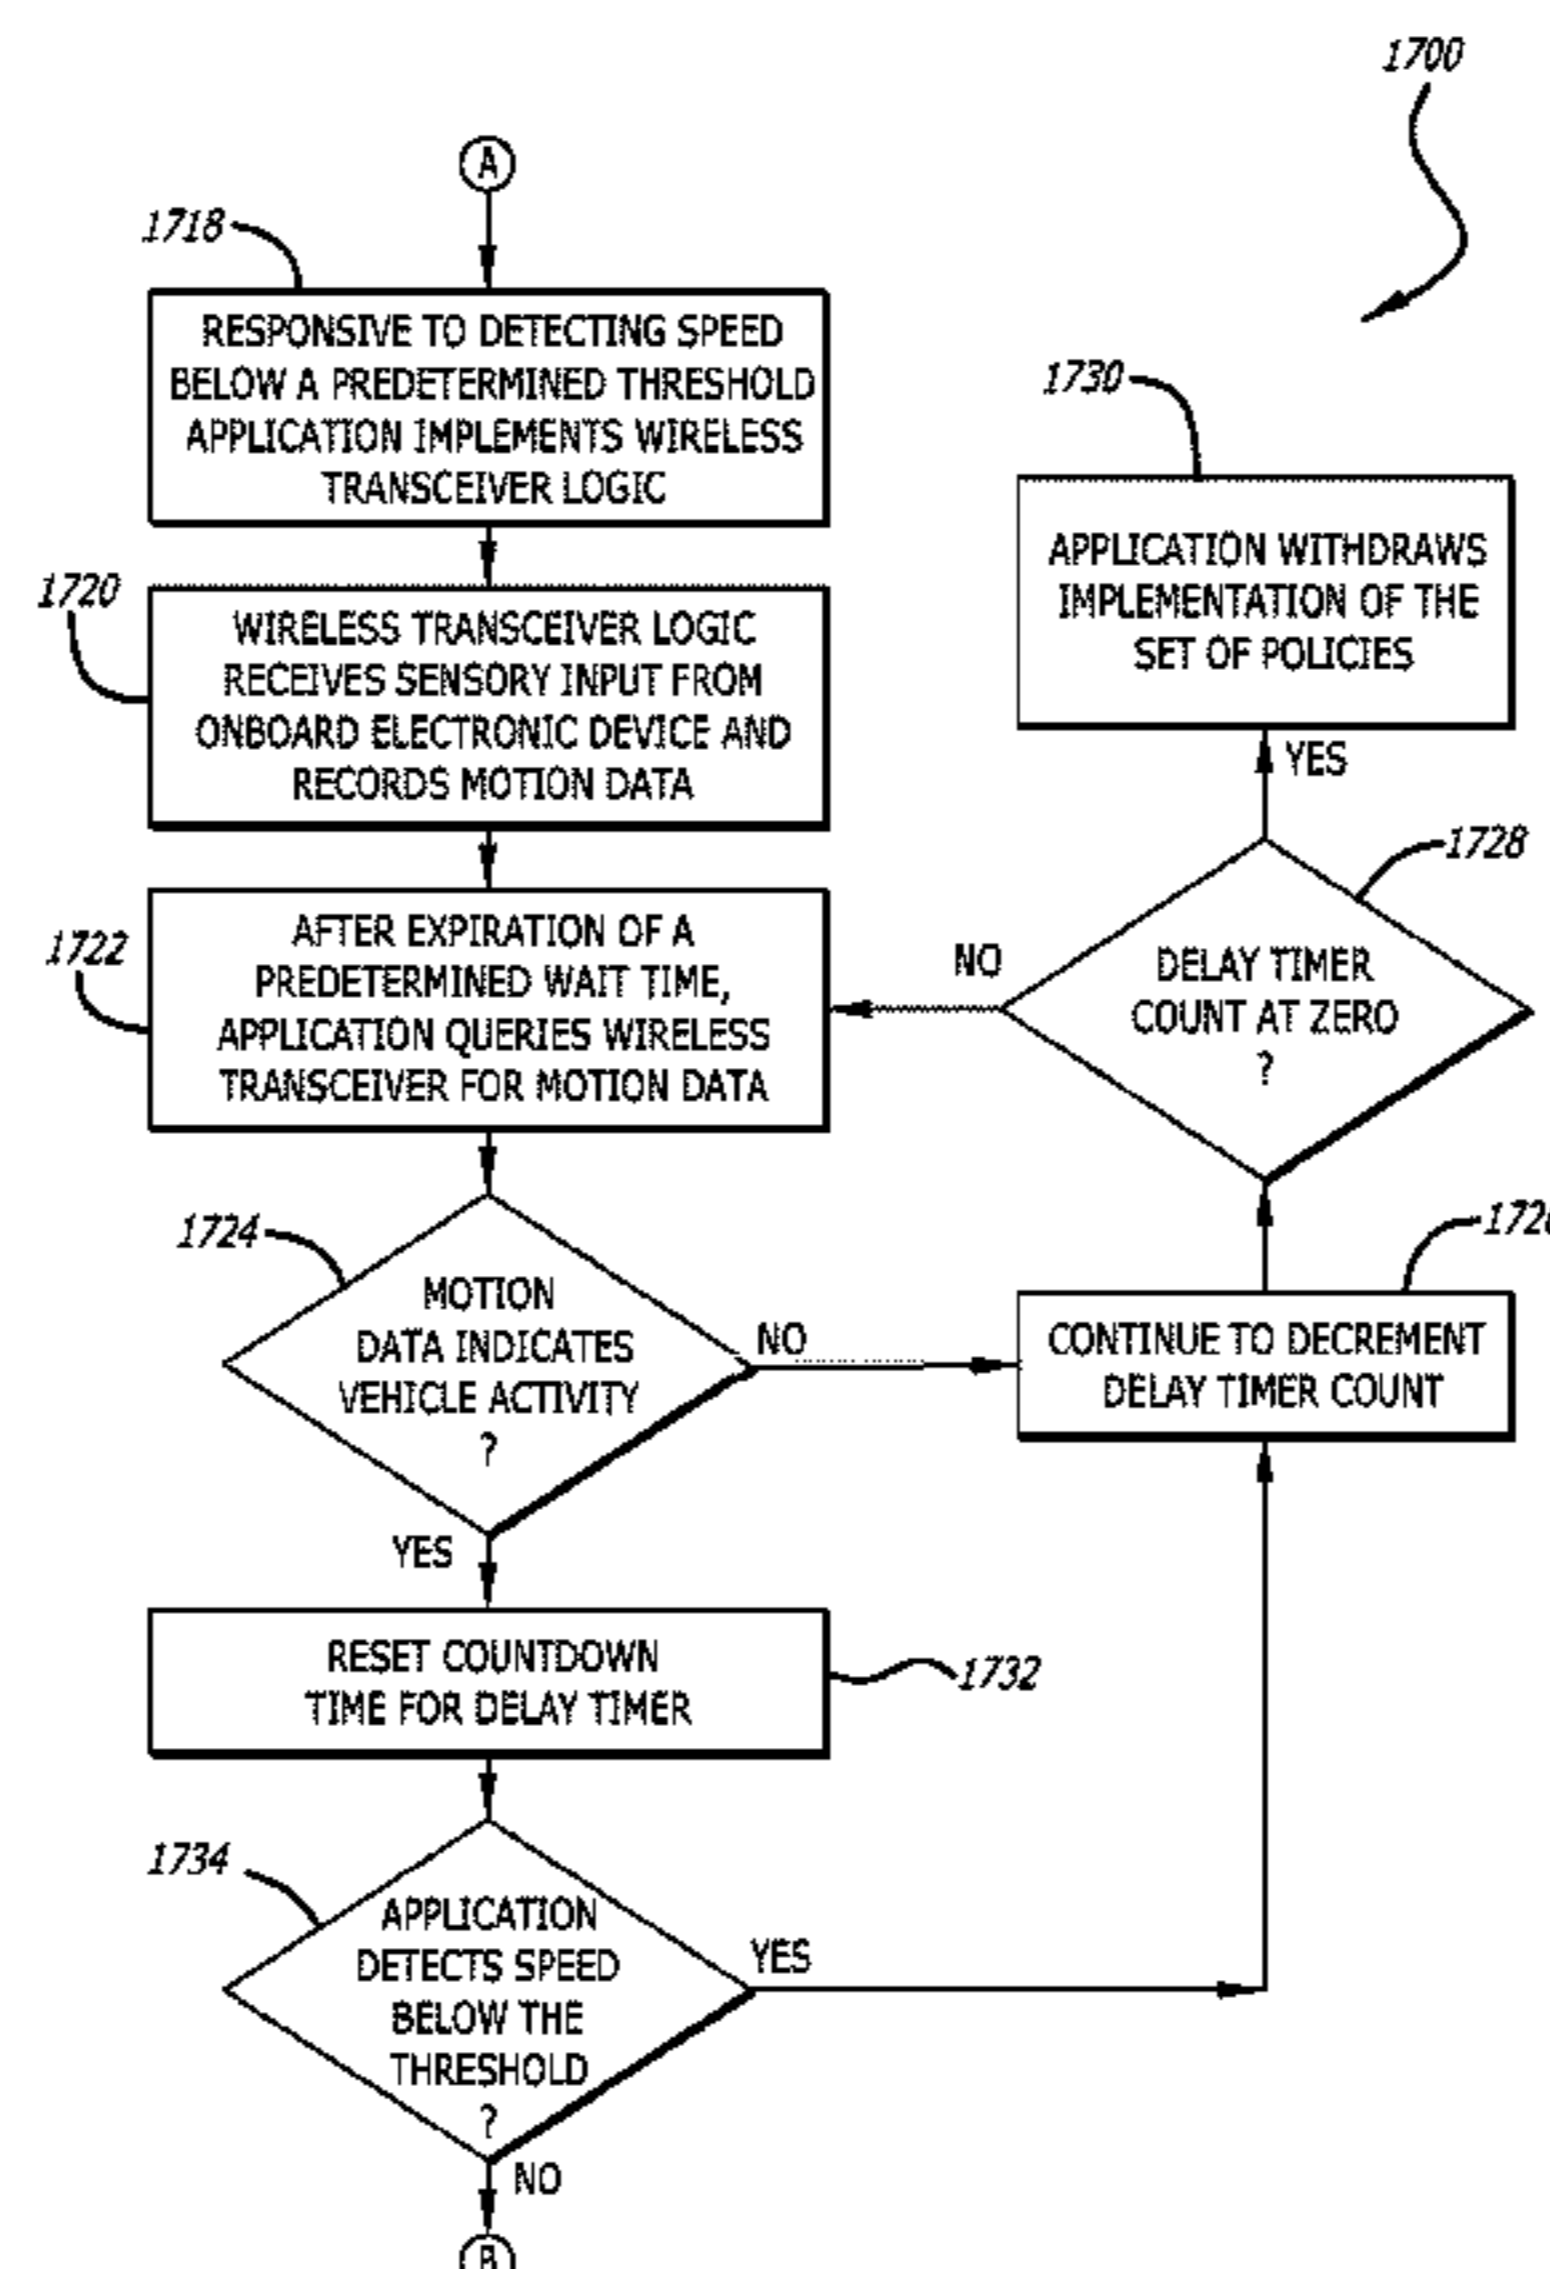 1700
A
1718
RESPONSIVE TO DETECTING SPEED
BELOW A PREDETERMINED THRESHOLD
APPLICATION IMPLEMENTS WIRELESS
TRANSCEIVER LOGIC
1720
WIRELESS TRANSCEIVER LOGIC
RECEIVES SENSORY INPUT FROM
ONBOARD ELECTRONIC DEVICE AND
RECORDS MOTION DATA
1722
AFTER EXPIRATION OF A
PREDETERMINED WAIT TIME,
APPLICATION QUERIES WIRELESS
TRANSCEIVER FOR MOTION DATA
1724
MOTION
DATA INDICATES
VEHICLE ACTIVITY
?
NO
YES
CONTINUE TO DECREMENT
DELAY TIMER COUNT
1728
DELAY TIMER
COUNT AT ZERO
?
NO
YES
1730
APPLICATION WITHDRAWS
IMPLEMENTATION OF THE
SET OF POLICIES
RESET COUNTDOWN
TIME FOR DELAY TIMER
1732
1734
APPLICATION
DETECTS SPEED
BELOW THE
THRESHOLD
?
YES
NO
B